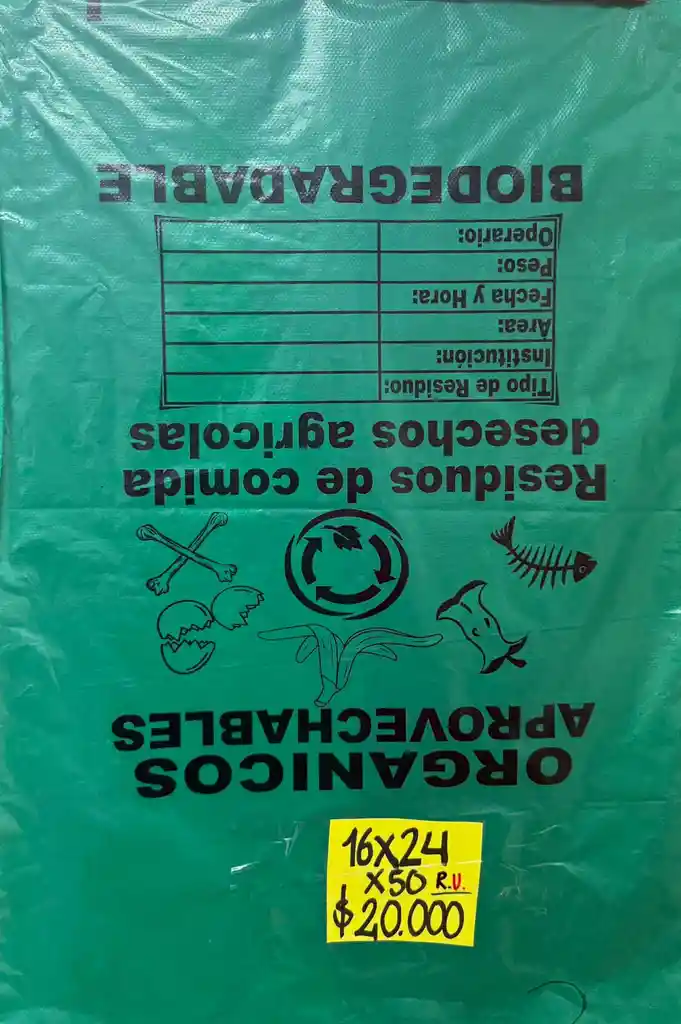 ORGANICOS
APROVECHABLES
Residuos de comida
desechos agricolas
Tipo de Residuo:
Institución:
Área:
Fecha y Hora:
Peso:
Operario:
BIODEGRADABLE
16X24
X50 R.U.
$20.000